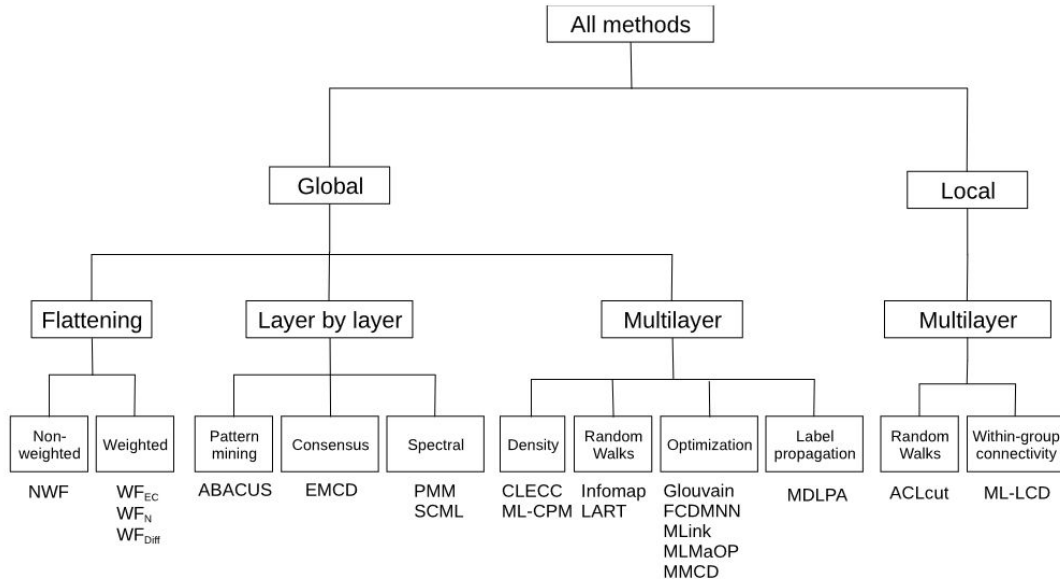 All methods
Global
Local
Flattening
Layer by layer
Multilayer
Multilayer
Non-
weighted
Weighted
Pattern
mining
Consensus
Spectral
Density
Random
Walks
Optimization
Label
propagation
Random
Walks
Within-group
connectivity
NWF
WF_EC
WF_N
WF_Diff
ABACUS
EMCD
PMM
SCML
CLECC
ML-CPM
Infomap
LART
Glouvain
FCDMNN
MLink
MLMaOP
MMCD
MDLPA
ACLcut
ML-LCD